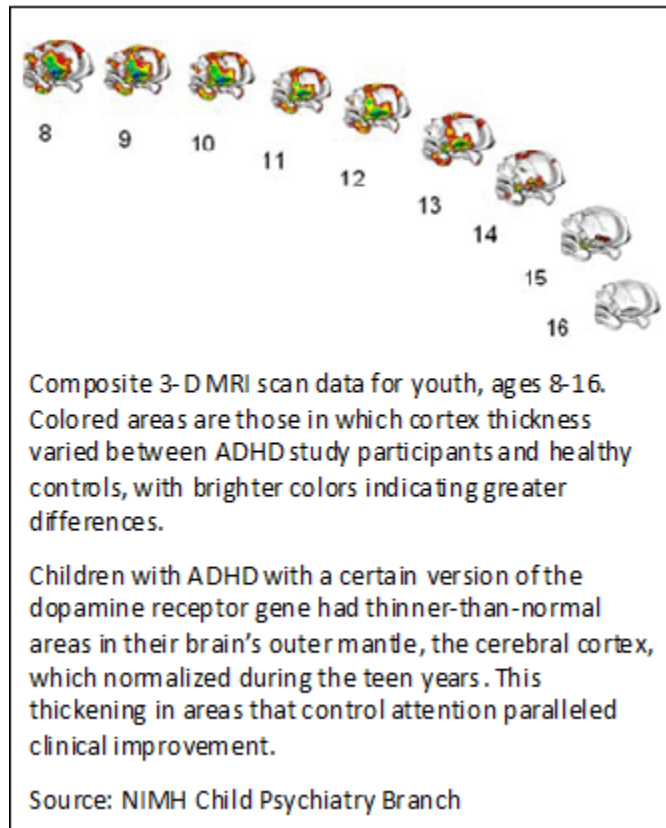 8
9
10
11
12
13
14
15
16
Composite 3-D MRI scan data for youth, ages 8-16.
Colored areas are those in which cortex thickness
varied between ADHD study participants and healthy
controls, with brighter colors indicating greater
differences.
Children with ADHD with a certain version of the
dopamine receptor gene had thinner-than-normal
areas in their brain's outer mantle, the cerebral cortex,
which normalized during the teen years. This
thickening in areas that control attention paralleled
clinical improvement.
Source: NIMH Child Psychiatry Branch